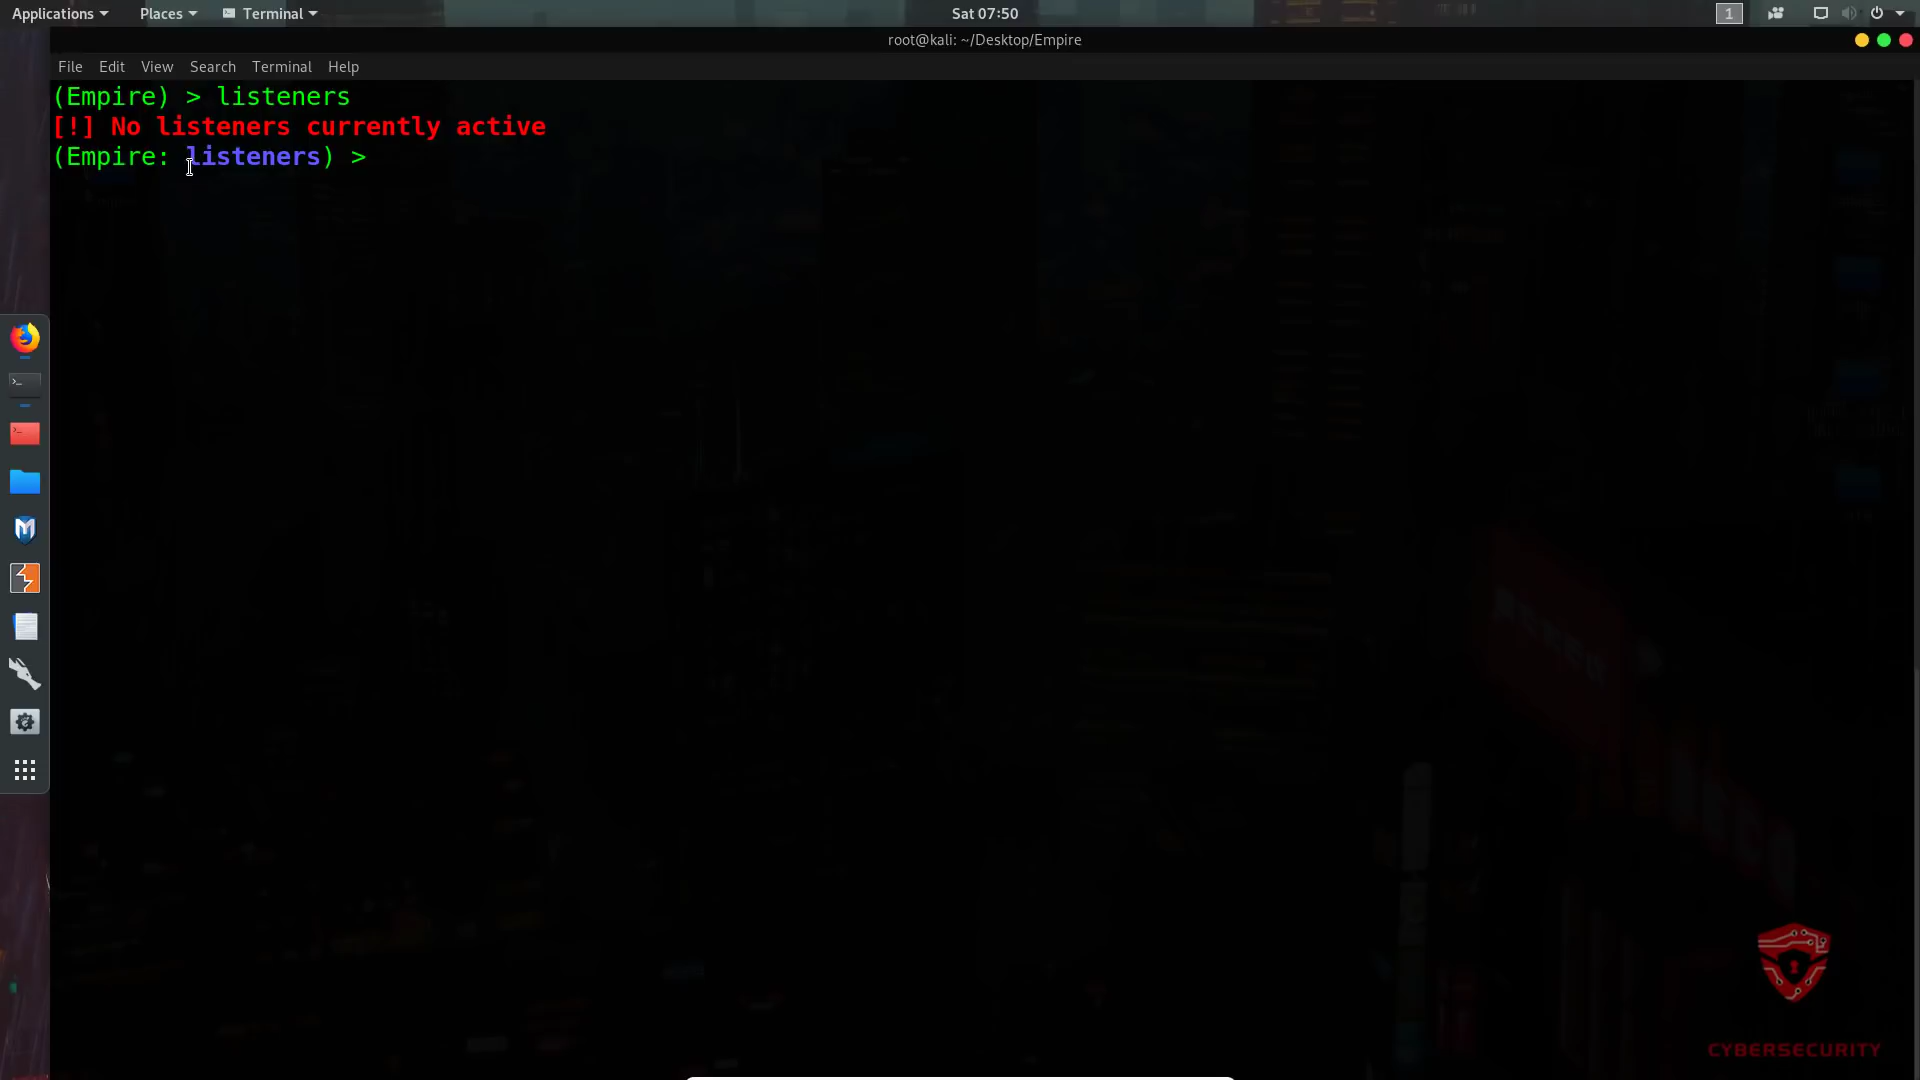 Applications Places Terminal Sat 07:50 1
root@kali: ~/Desktop/Empire
File Edit View Search Terminal Help
(Empire) > listeners
[!] No listeners currently active
(Empire: listeners) >
CYBERSECURITY